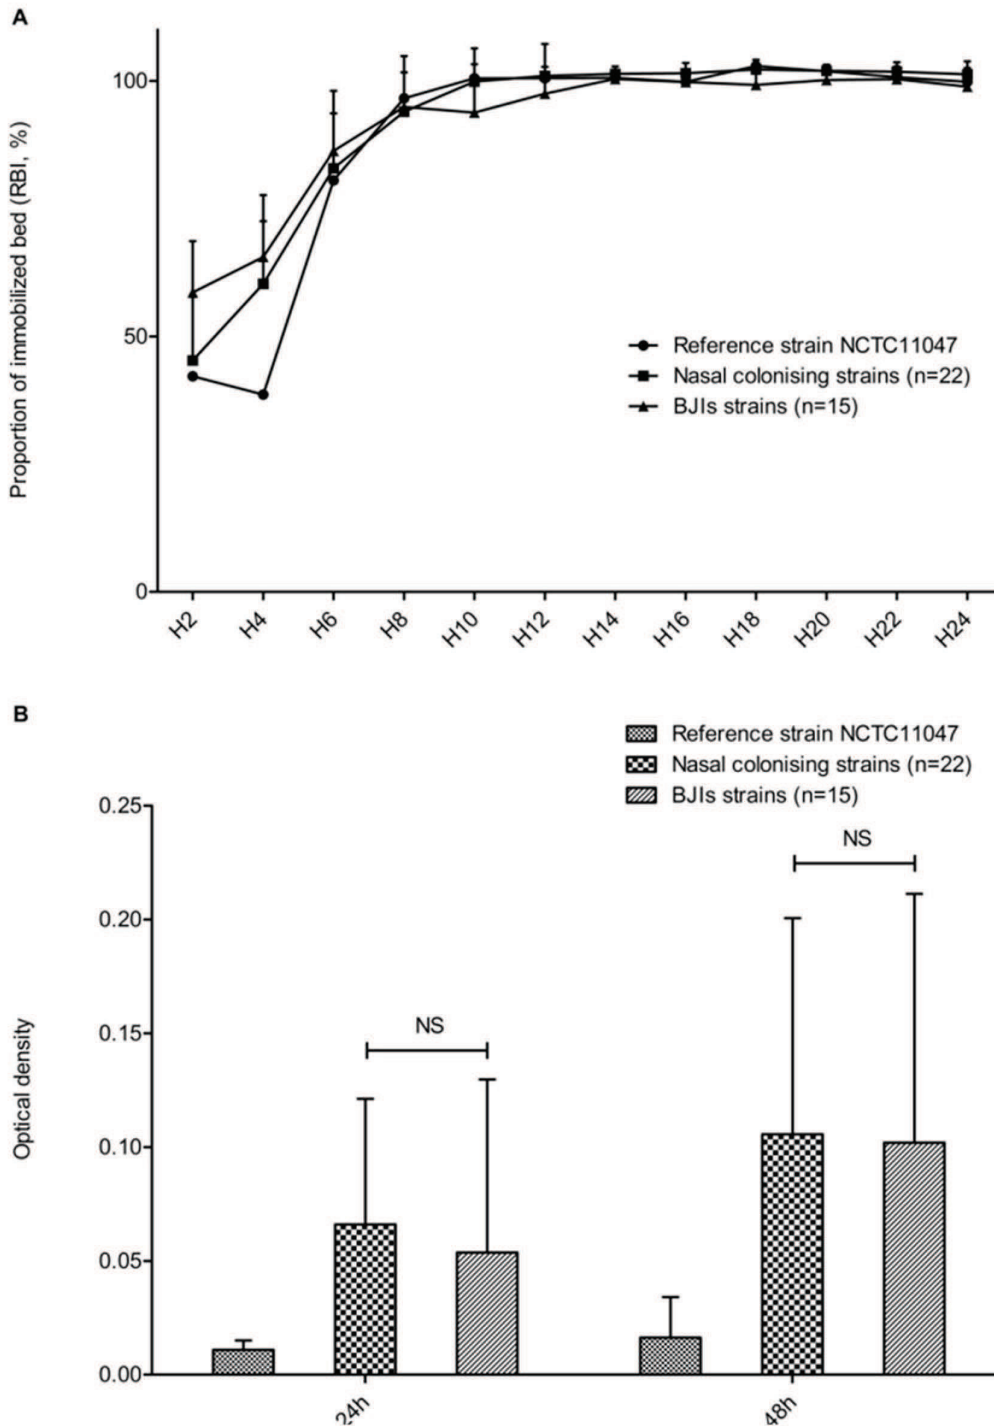 A
Proportion of immobilized bed (RBI, %)
100
50
0
Reference strain NCTC11047
Nasal colonising strains (n=22)
BJIs strains (n=15)
H2 H4 H6 H8 H10 H12 H14 H16 H18 H20 H22 H24
B
Reference strain NCTC11047
Nasal colonising strains (n=22)
BJIs strains (n=15)
Optical density
0.25
0.20
0.15
0.10
0.05
0.00
NS
NS
24h 48h